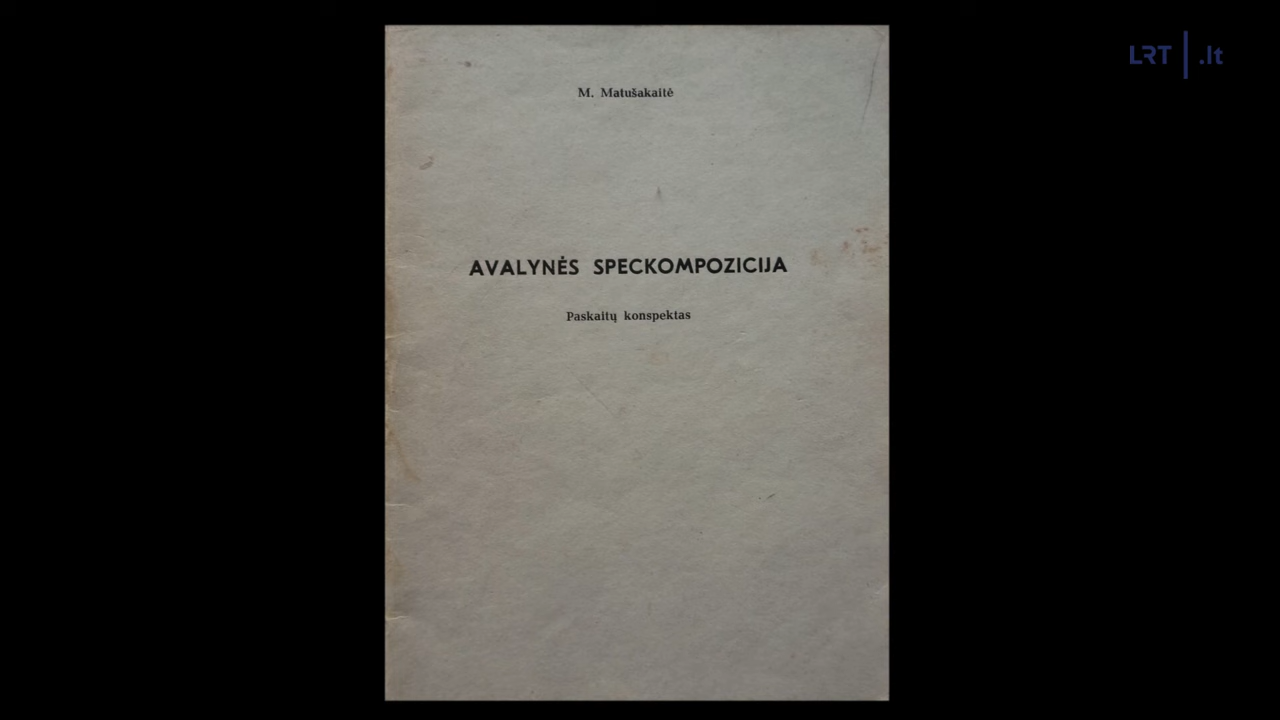 LRT .lt
M. Matušakaitė
AVALYNĖS SPECKOMPOZICIJA
Paskaitų konspektas